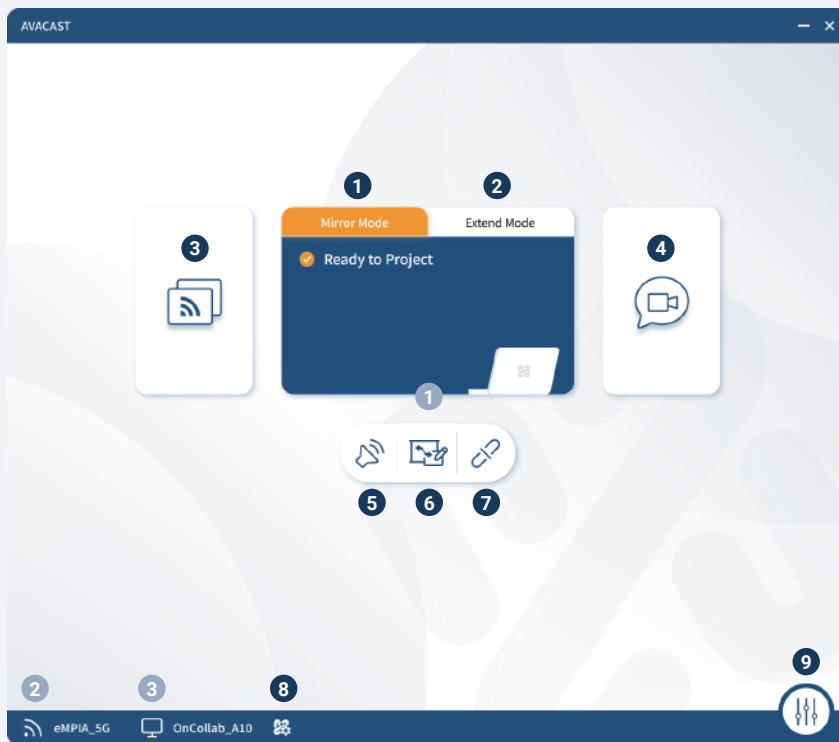 AVACAST
1
2
Mirror Mode
Extend Mode
3
4
Ready to Project
1
5
6
7
2
3
8
9
eMPIA_5G
OnCollab_A10